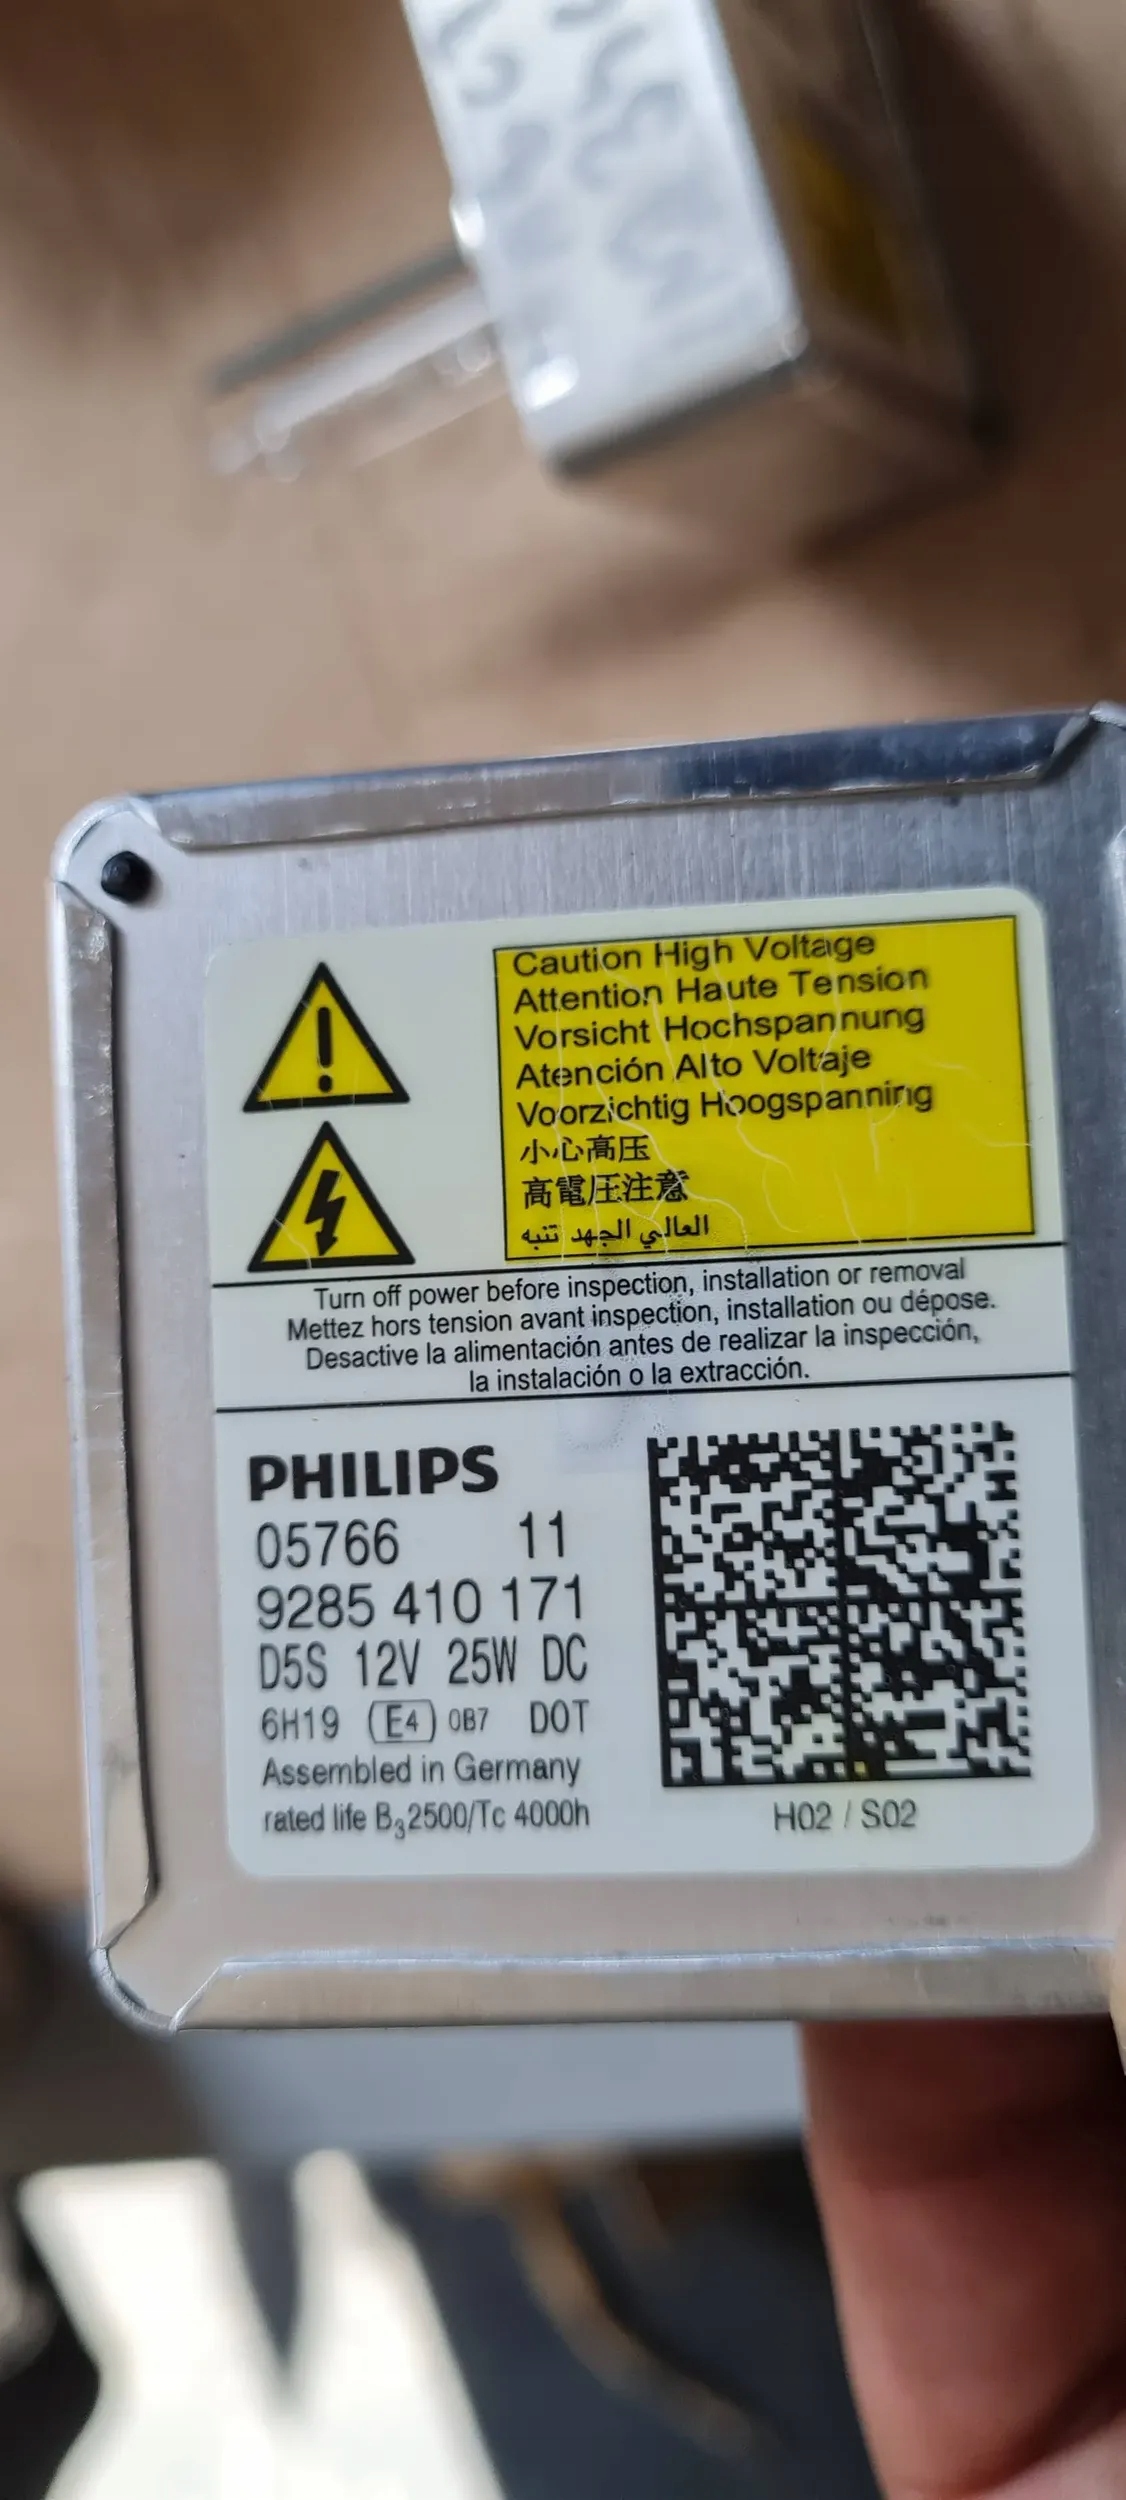 Caution High Voltage
Attention Haute Tension
Vorsicht Hochspannung
Atención Alto Voltaje
Voorzichtig Hoogspanning
小心高压
高電圧注意
العالي الجهد تنبه
Turn off power before inspection, installation or removal
Mettez hors tension avant inspection, installation ou dépose.
Desactive la alimentación antes de realizar la inspección,
la instalación o la extracción.
PHILIPS
05766 11
9285 410 171
D5S 12V 25W DC
6H19 E4 0B7 DOT
Assembled in Germany
rated life B3 2500/Tc 4000h
H02 / S02